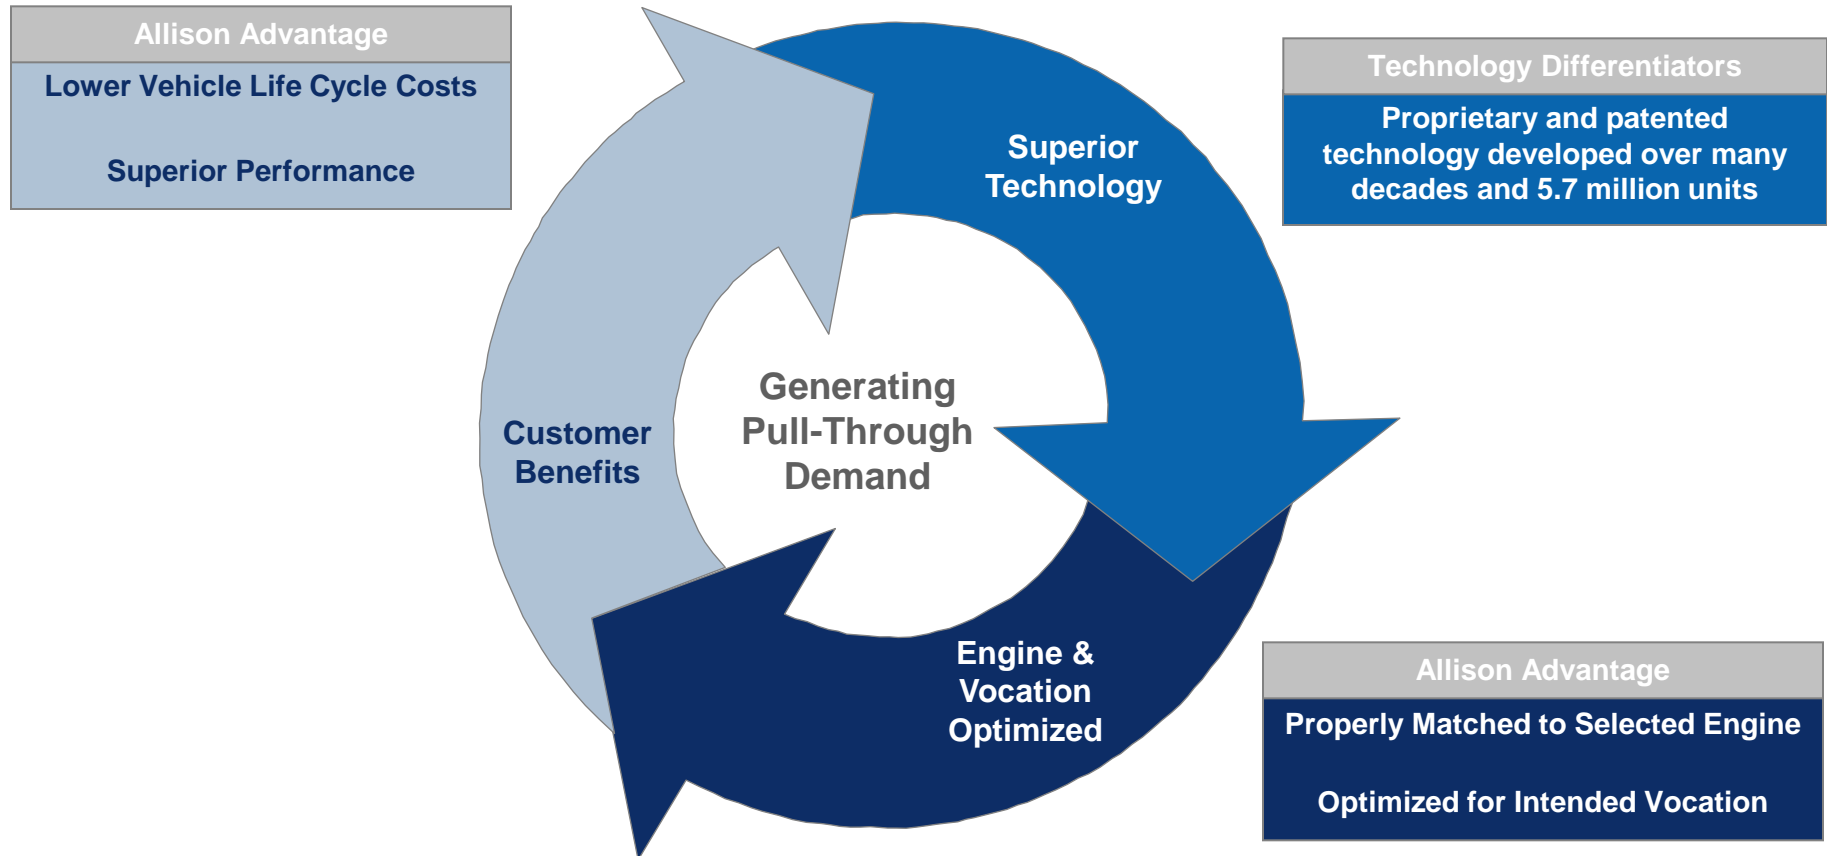 Allison Advantage
Lower Vehicle Life Cycle Costs
Superior Performance
Technology Differentiators
Proprietary and patented
technology developed over many
decades and 5.7 million units
Superior
Technology
Generating
Pull-Through
Demand
Customer
Benefits
Engine &
Vocation
Optimized
Allison Advantage
Properly Matched to Selected Engine
Optimized for Intended Vocation